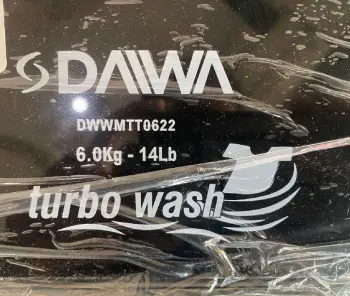 DAIWA
DWWMTT0622
6.0Kg - 14Lb
turbo wash